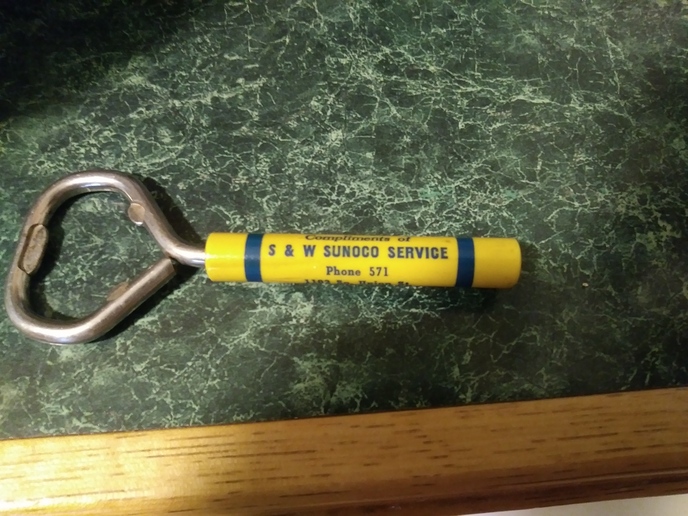 Compliments of
S & W SUNOCO SERVICE
Phone 571